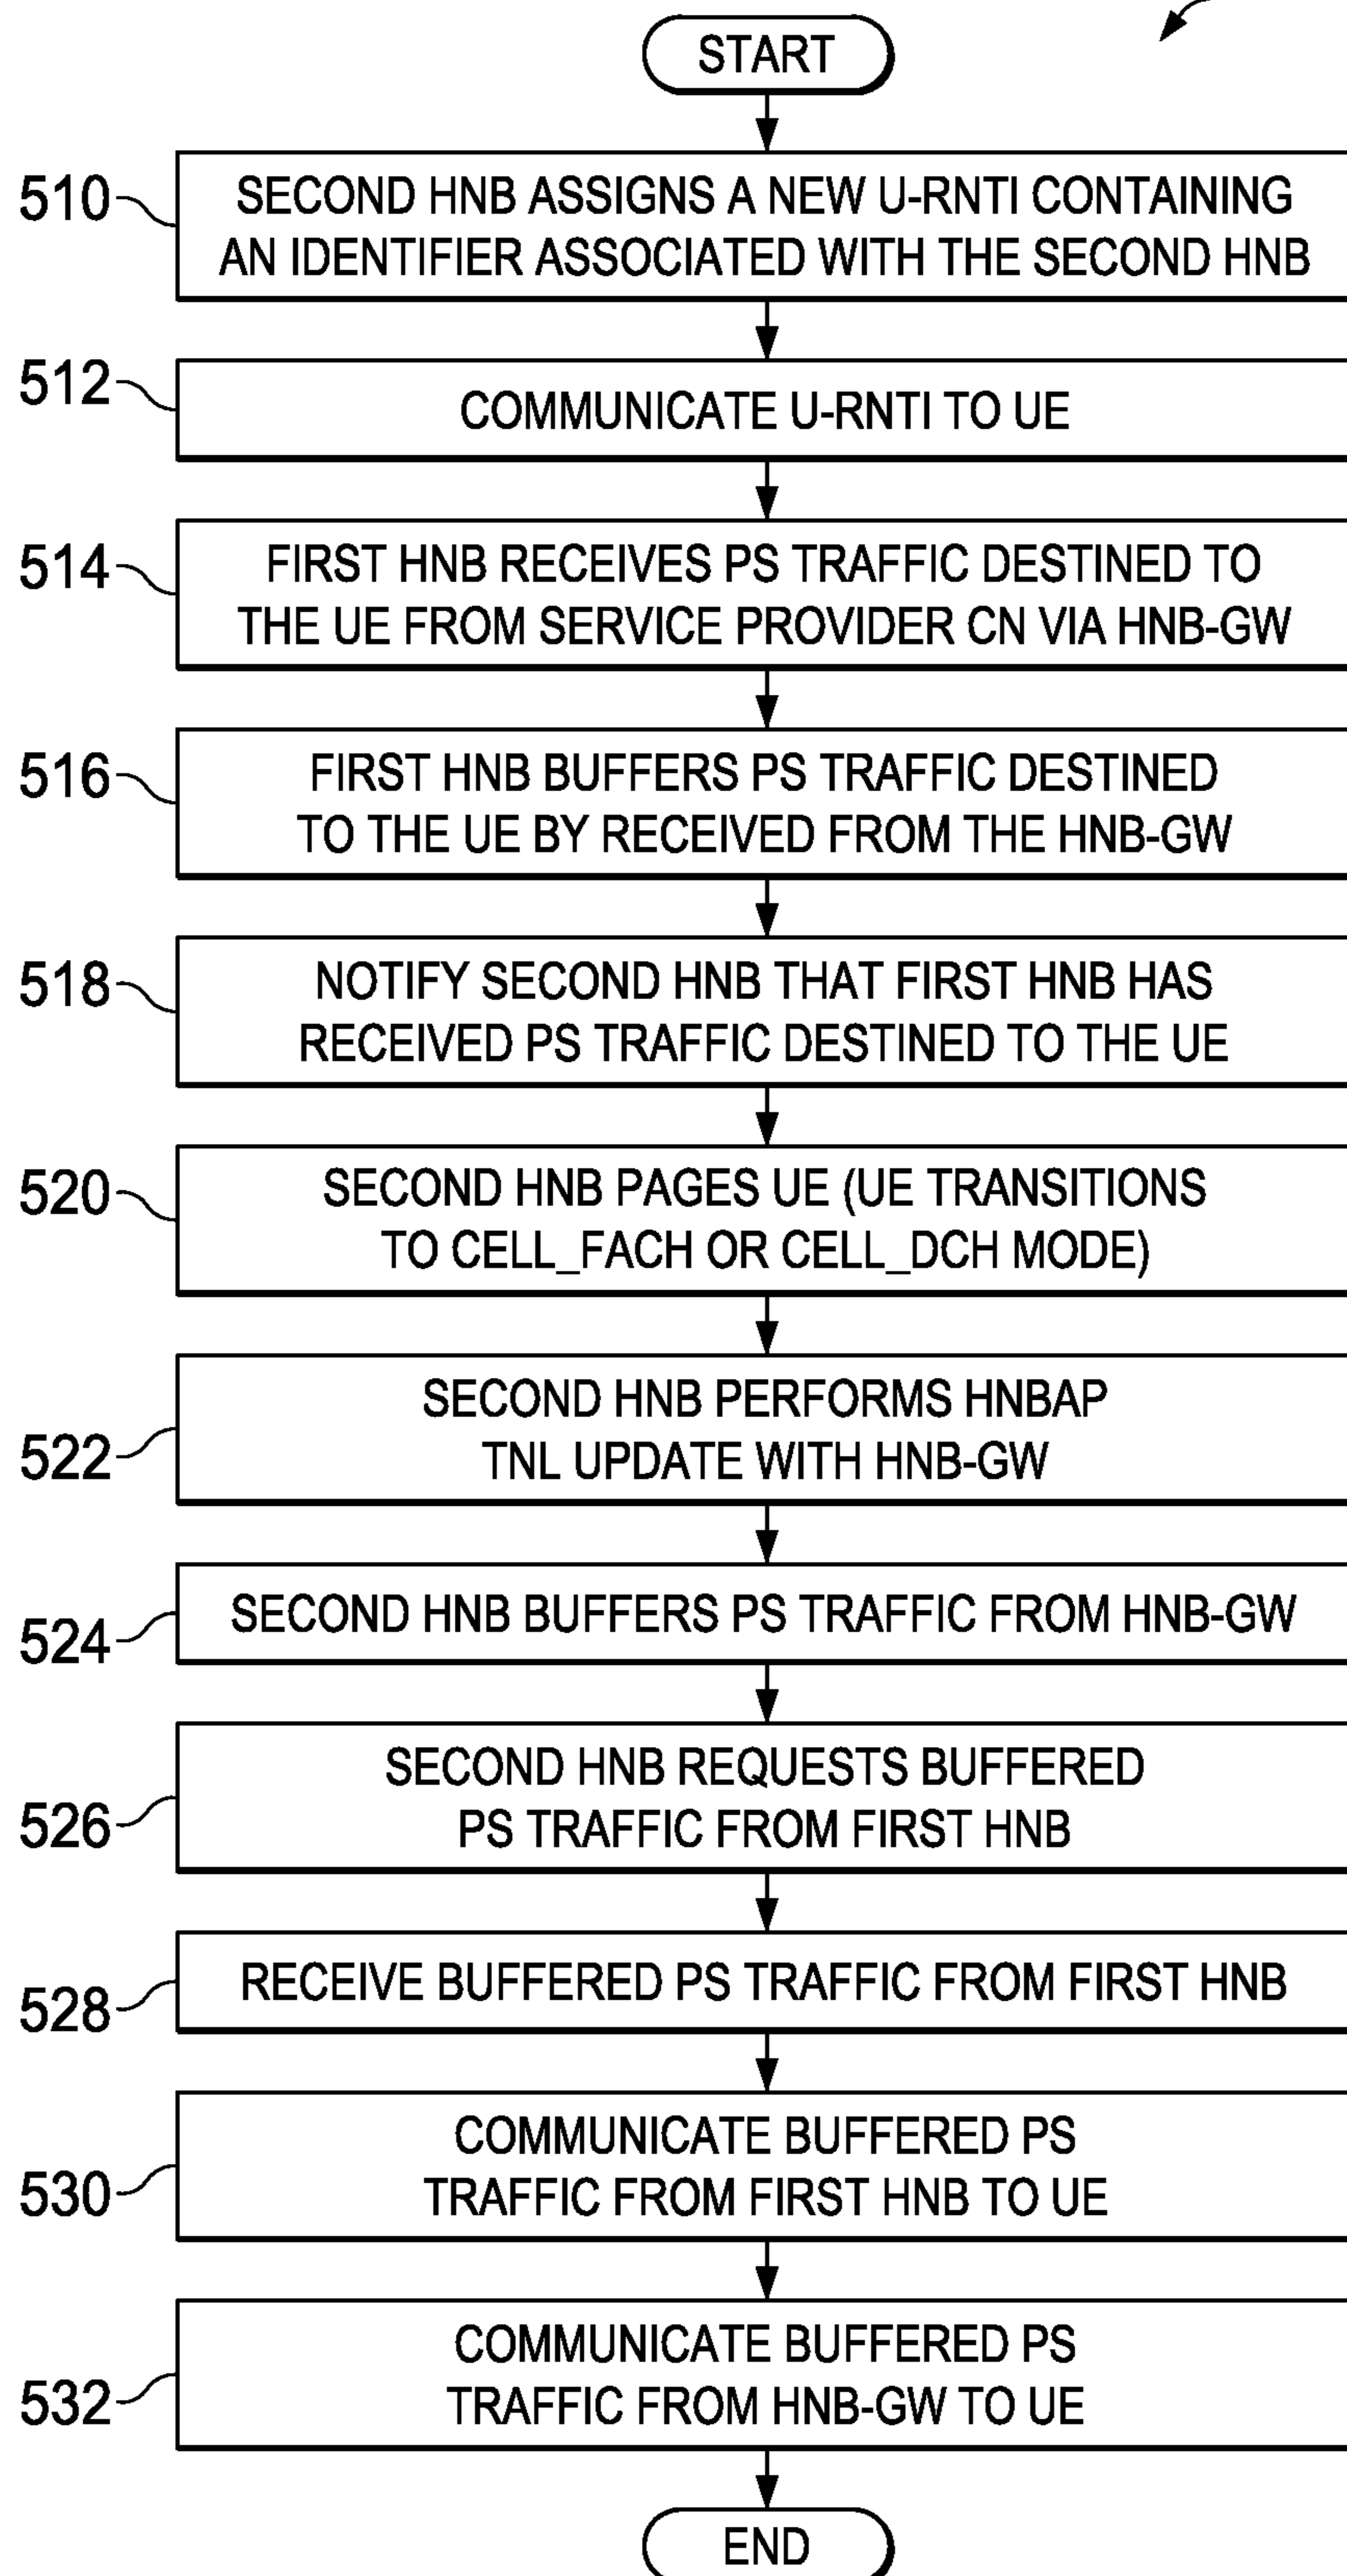 START
510
SECOND HNB ASSIGNS A NEW U-RNTI CONTAINING
AN IDENTIFIER ASSOCIATED WITH THE SECOND HNB
512
COMMUNICATE U-RNTI TO UE
514
FIRST HNB RECEIVES PS TRAFFIC DESTINED TO
THE UE FROM SERVICE PROVIDER CN VIA HNB-GW
516
FIRST HNB BUFFERS PS TRAFFIC DESTINED
TO THE UE BY RECEIVED FROM THE HNB-GW
518
NOTIFY SECOND HNB THAT FIRST HNB HAS
RECEIVED PS TRAFFIC DESTINED TO THE UE
520
SECOND HNB PAGES UE (UE TRANSITIONS
TO CELL_FACH OR CELL_DCH MODE)
522
SECOND HNB PERFORMS HNBAP
TNL UPDATE WITH HNB-GW
524
SECOND HNB BUFFERS PS TRAFFIC FROM HNB-GW
526
SECOND HNB REQUESTS BUFFERED
PS TRAFFIC FROM FIRST HNB
528
RECEIVE BUFFERED PS TRAFFIC FROM FIRST HNB
530
COMMUNICATE BUFFERED PS
TRAFFIC FROM FIRST HNB TO UE
532
COMMUNICATE BUFFERED PS
TRAFFIC FROM HNB-GW TO UE
END